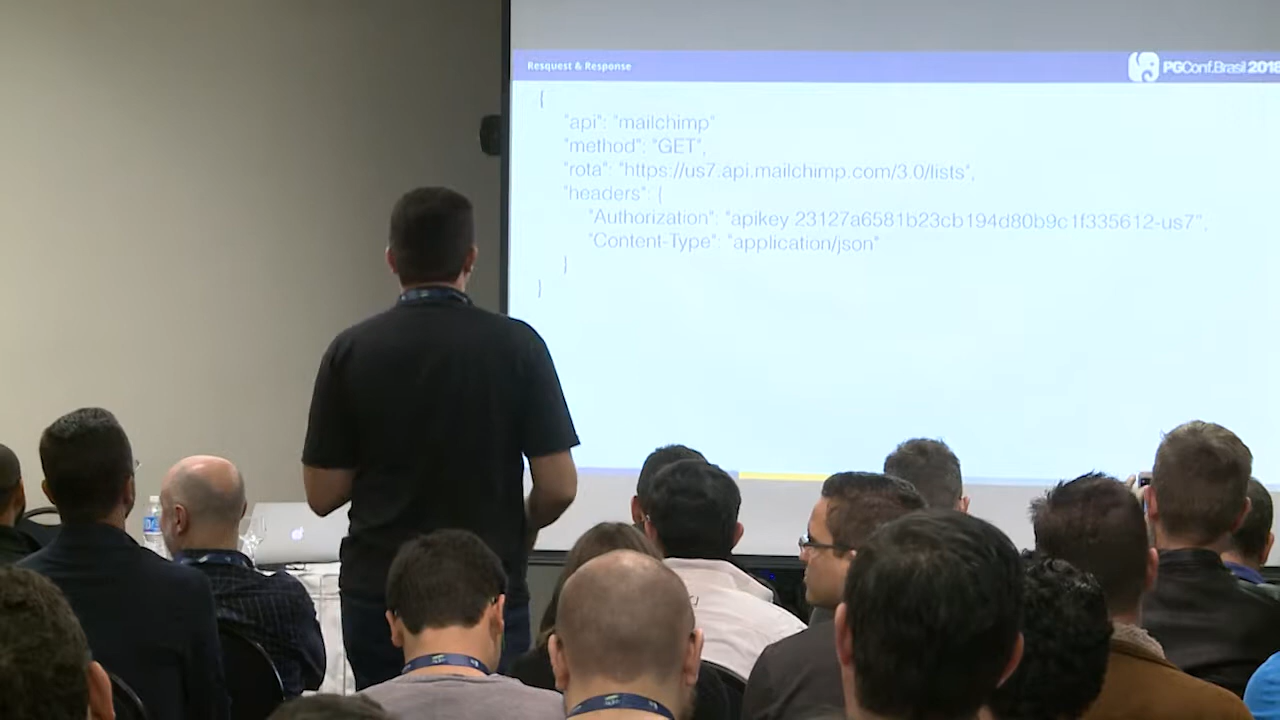 Resquest & Response
PGConf.Brasil 2018
{
"api": "mailchimp"
"method": "GET",
"rota": "https://us7.api.mailchimp.com/3.0/lists",
"headers": {
"Authorization": "apikey 23127a6581b23cb194d80b9c1f335612-us7",
"Content-Type": "application/json"
}
}